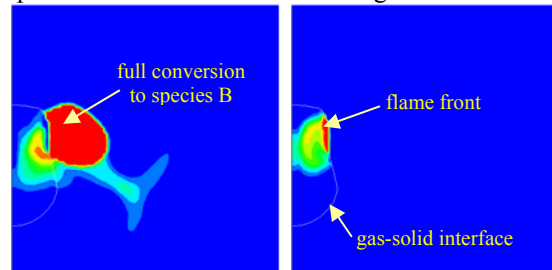 full conversion
to species B
flame front
gas-solid interface